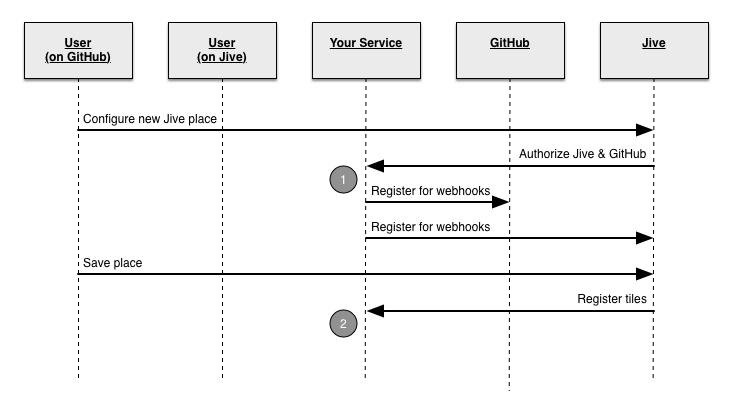 User
(on GitHub)
User
(on Jive)
Your Service
GitHub
Jive
Configure new Jive place
Authorize Jive & GitHub
1
Register for webhooks
Register for webhooks
Save place
Register tiles
2